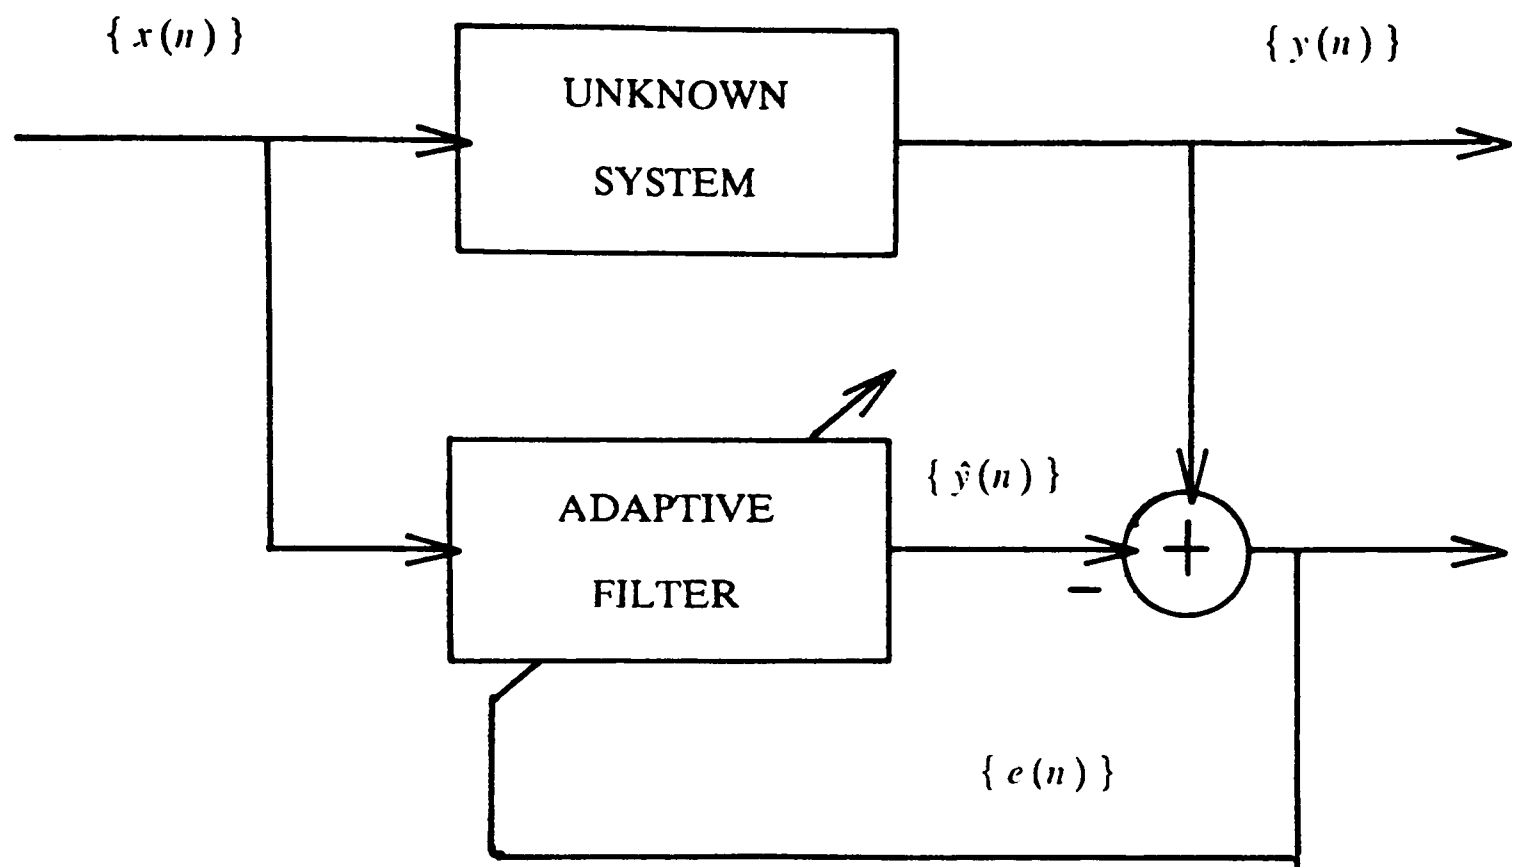 { x(n) }
{ y(n) }
UNKNOWN
SYSTEM
{ ŷ(n) }
ADAPTIVE
FILTER
+
−
{ e(n) }